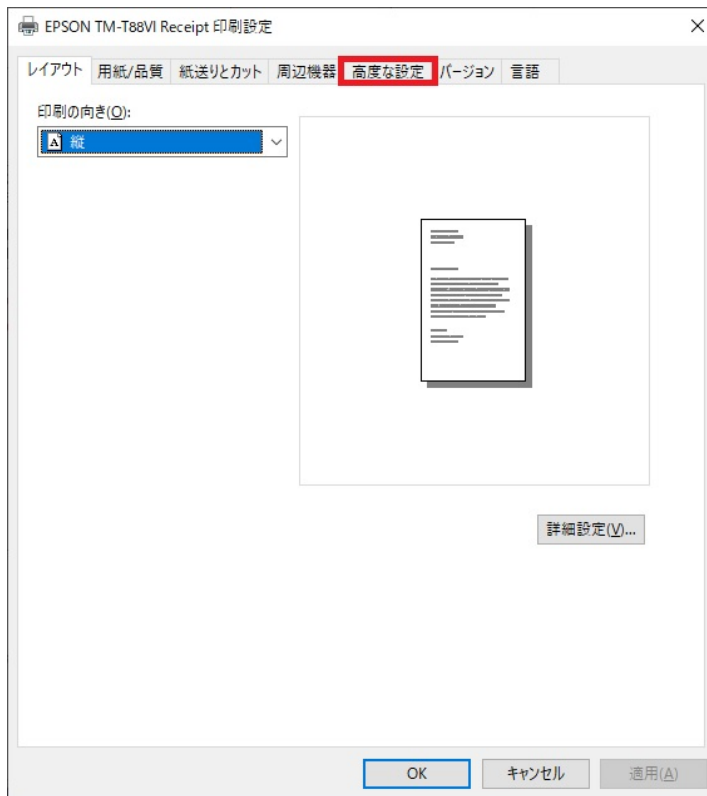 EPSON TM-T88VI Receipt 印刷設定
レイアウト 用紙/品質 紙送りとカット 周辺機器 高度な設定 バージョン 言語
印刷の向き(O):
縦
詳細設定(V)...
OK キャンセル 適用(A)